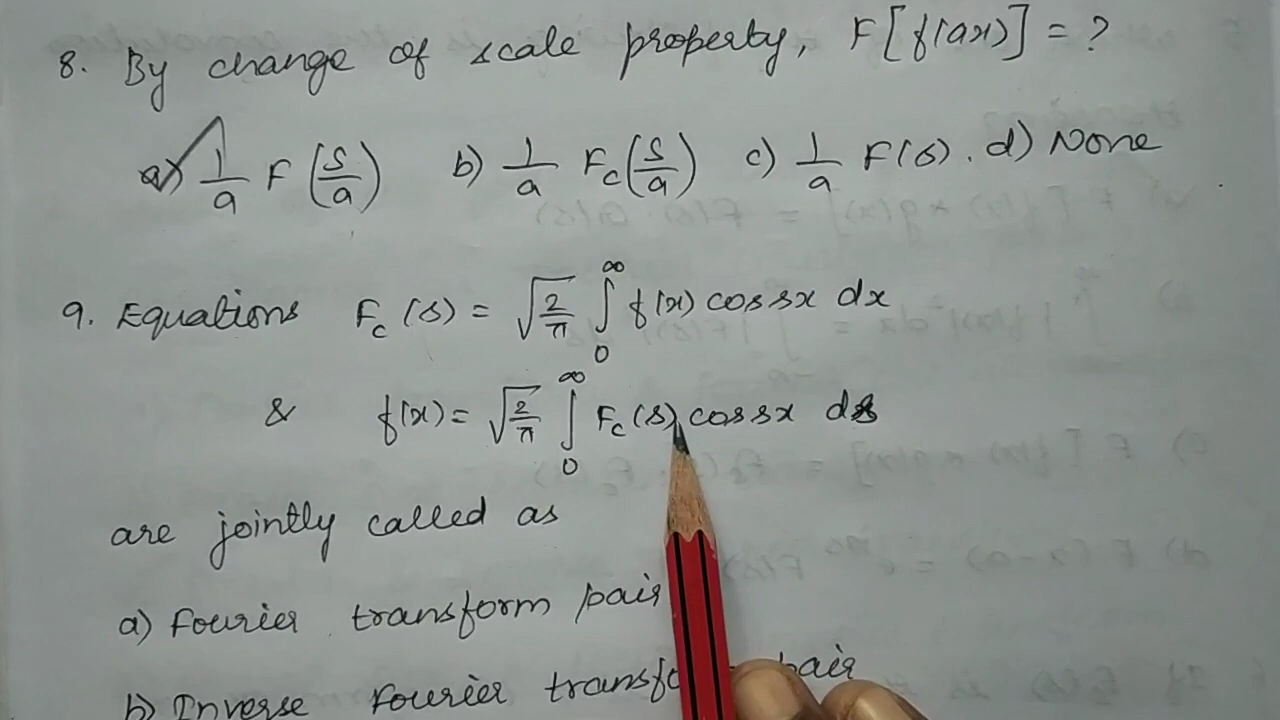 8. By change of scale property, F[f(ax)] = ?
a) 1/a F(s/a) b) 1/a Fc(s/a) c) 1/a F(s). d) None
9. Equations Fc(s) = √(2/π) ∫₀^∞ f(x) cos sx dx
& f(x) = √(2/π) ∫₀^∞ Fc(s) cos sx ds
are jointly called as
a) Fourier transform pair
b) Inverse Fourier pair